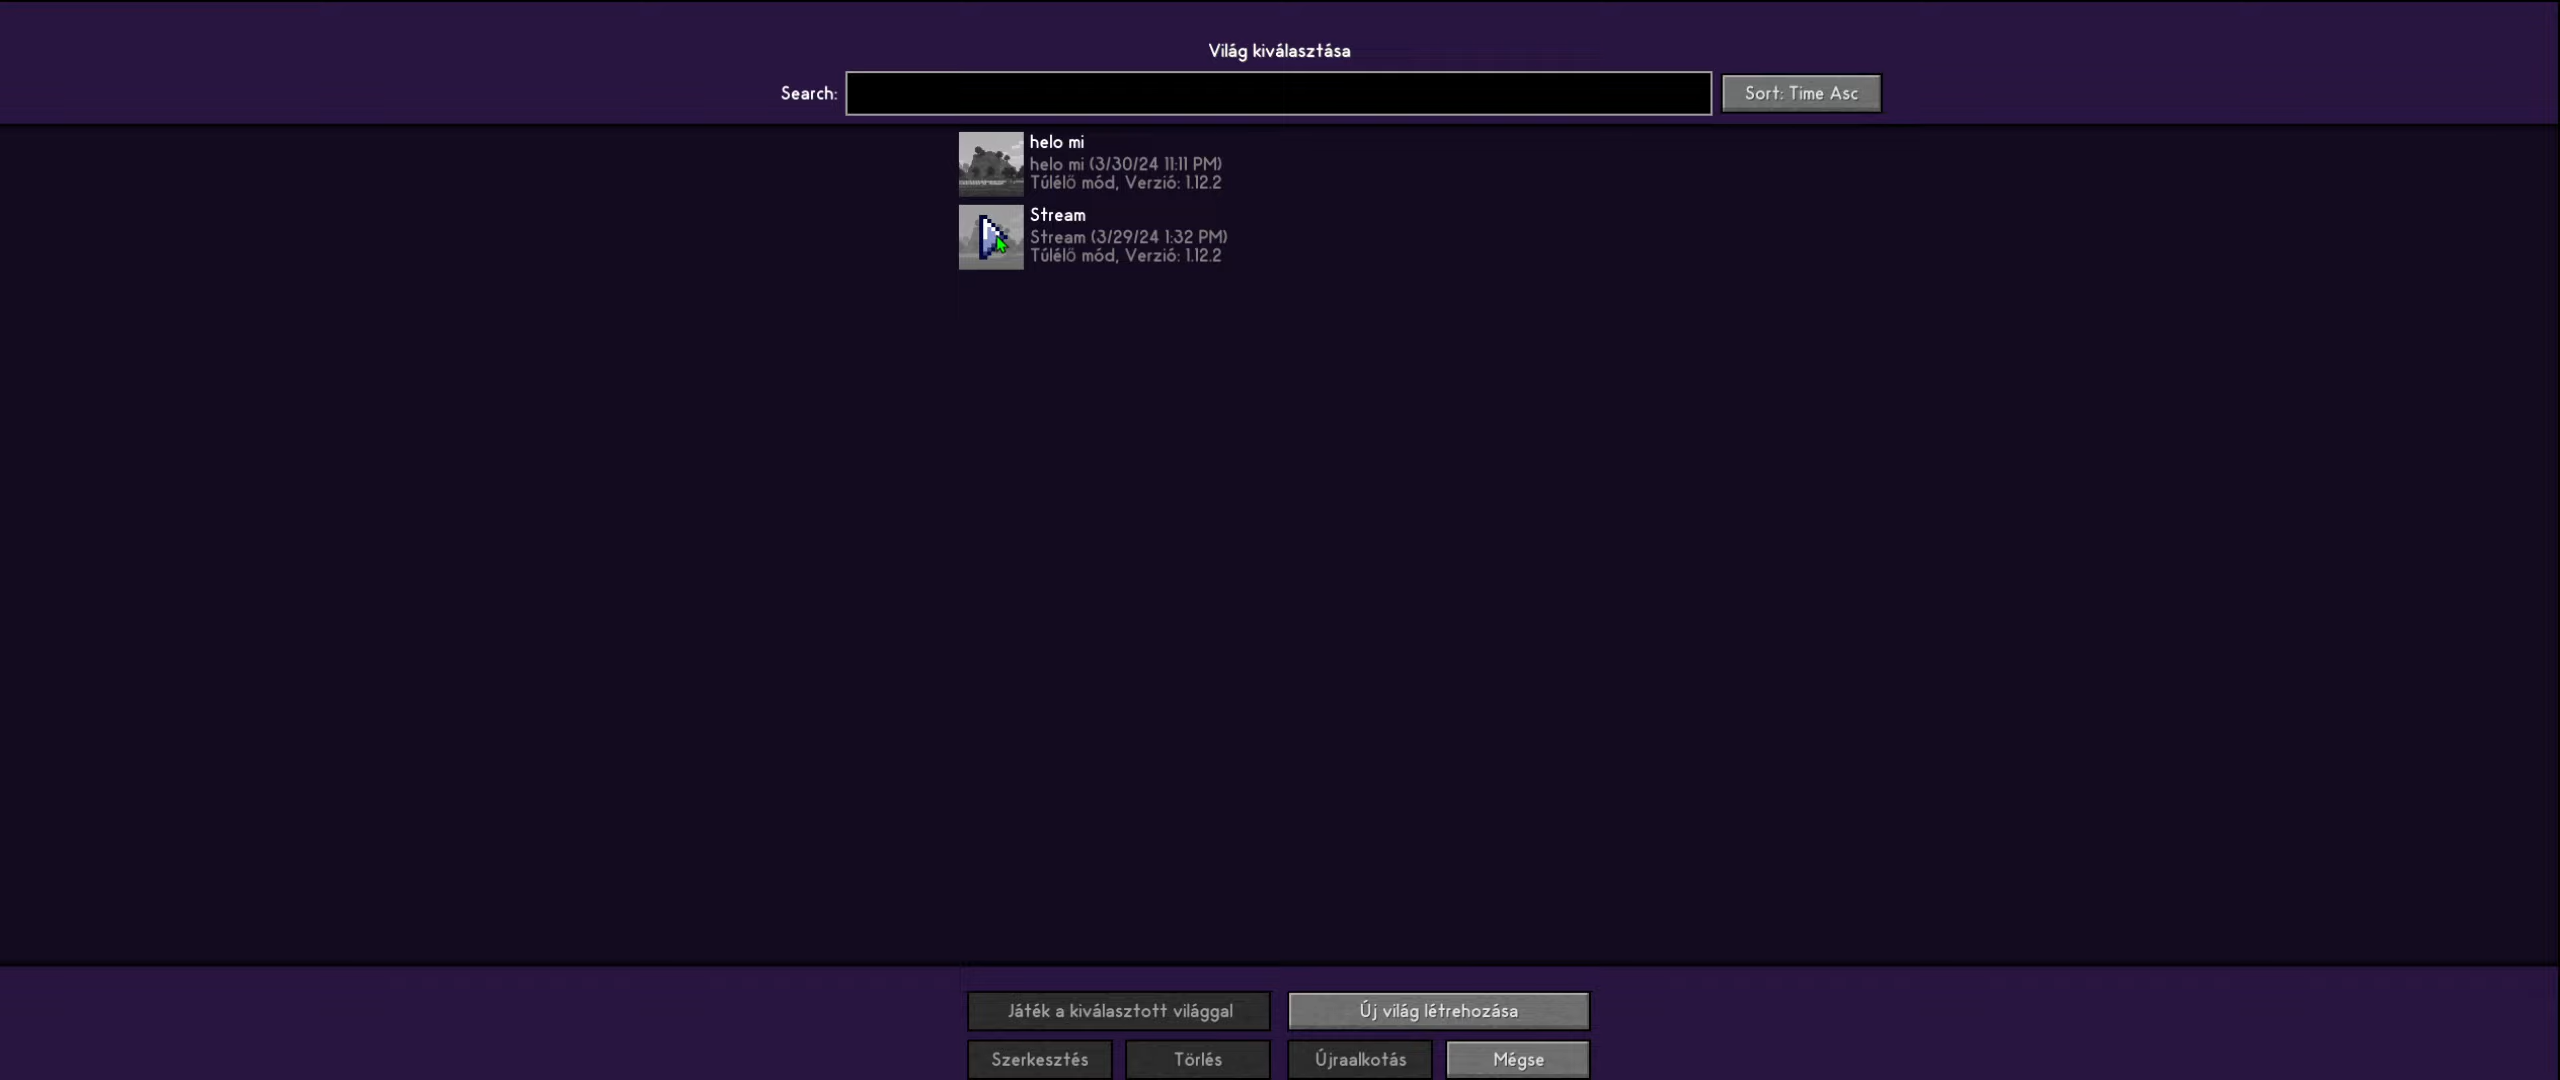 Világ kiválasztása
Search:
Sort: Time Asc
helo mi
helo mi (3/30/24 11:11 PM)
Túlélő mód, Verzió: 1.12.2
Stream
Stream (3/29/24 1:32 PM)
Túlélő mód, Verzió: 1.12.2
Játék a kiválasztott világgal
Új világ létrehozása
Szerkesztés
Törlés
Újraalkotás
Mégse